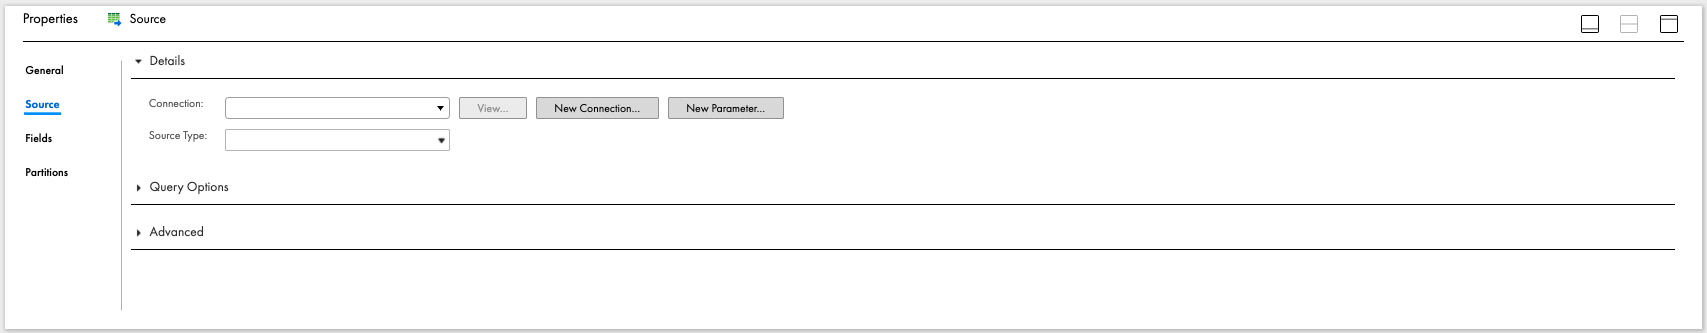 Properties Source
General
Source
Fields
Partitions
Details
Connection: View... New Connection... New Parameter...
Source Type:
Query Options
Advanced